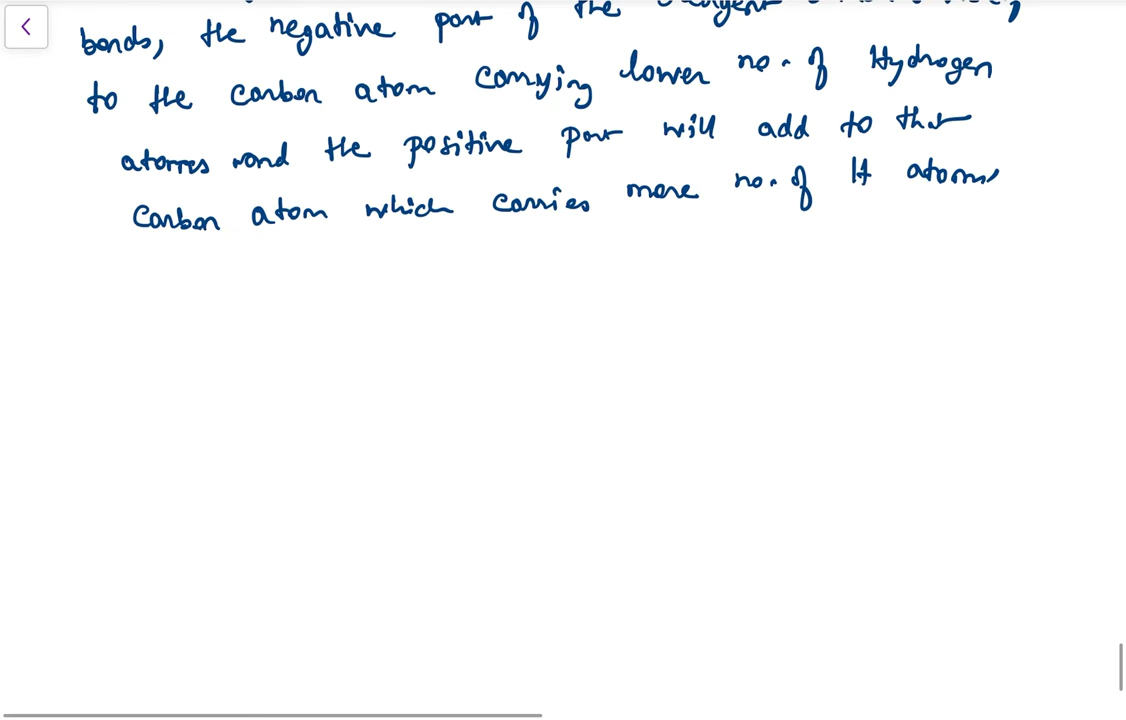 bonds, the negative part of the
to the carbon atom carrying lower no. of Hydrogen
atoms and the positive part will add to that
Carbon atom which carries more no. of H atoms